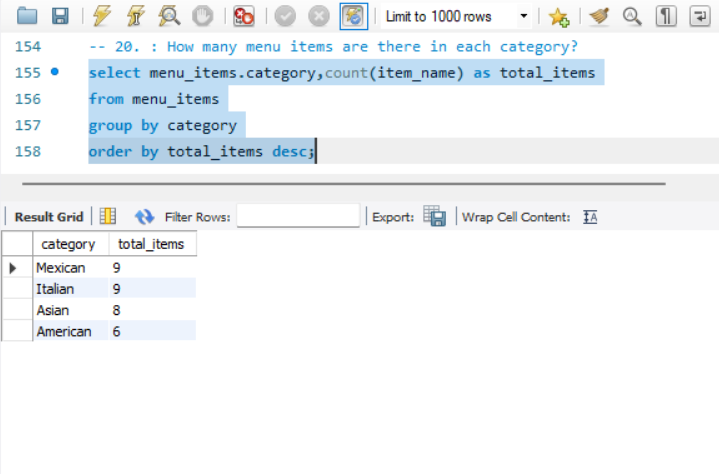 Limit to 1000 rows
154 -- 20. : How many menu items are there in each category?
155 select menu_items.category,count(item_name) as total_items
156 from menu_items
157 group by category
158 order by total_items desc;
Result Grid Filter Rows: Export: Wrap Cell Content: IA
category total_items
Mexican 9
Italian 9
Asian 8
American 6